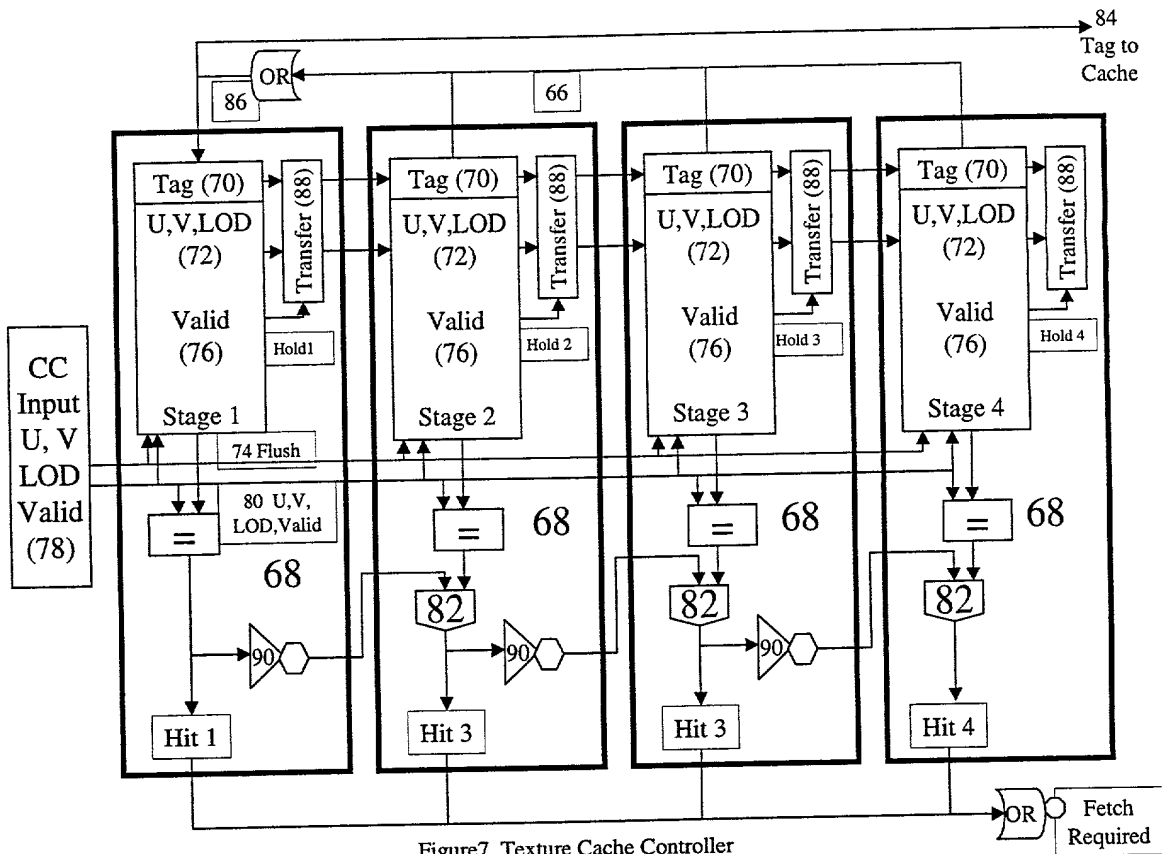 84
Tag to
Cache
OR
86
66
Tag (70)
U,V,LOD
(72)
Valid
(76)
Stage 1
Transfer (88)
Hold1
Tag (70)
U,V,LOD
(72)
Valid
(76)
Stage 2
Transfer (88)
Hold 2
Tag (70)
U,V,LOD
(72)
Valid
(76)
Stage 3
Transfer (88)
Hold 3
Tag (70)
U,V,LOD
(72)
Valid
(76)
Stage 4
Transfer (88)
Hold 4
CC
Input
U, V
LOD
Valid
(78)
74 Flush
80 U,V,
LOD,Valid
=
68
=
68
=
68
=
68
82
82
82
90
90
90
Hit 1
Hit 3
Hit 3
Hit 4
OR
Fetch
Required
Figure7 Texture Cache Controller